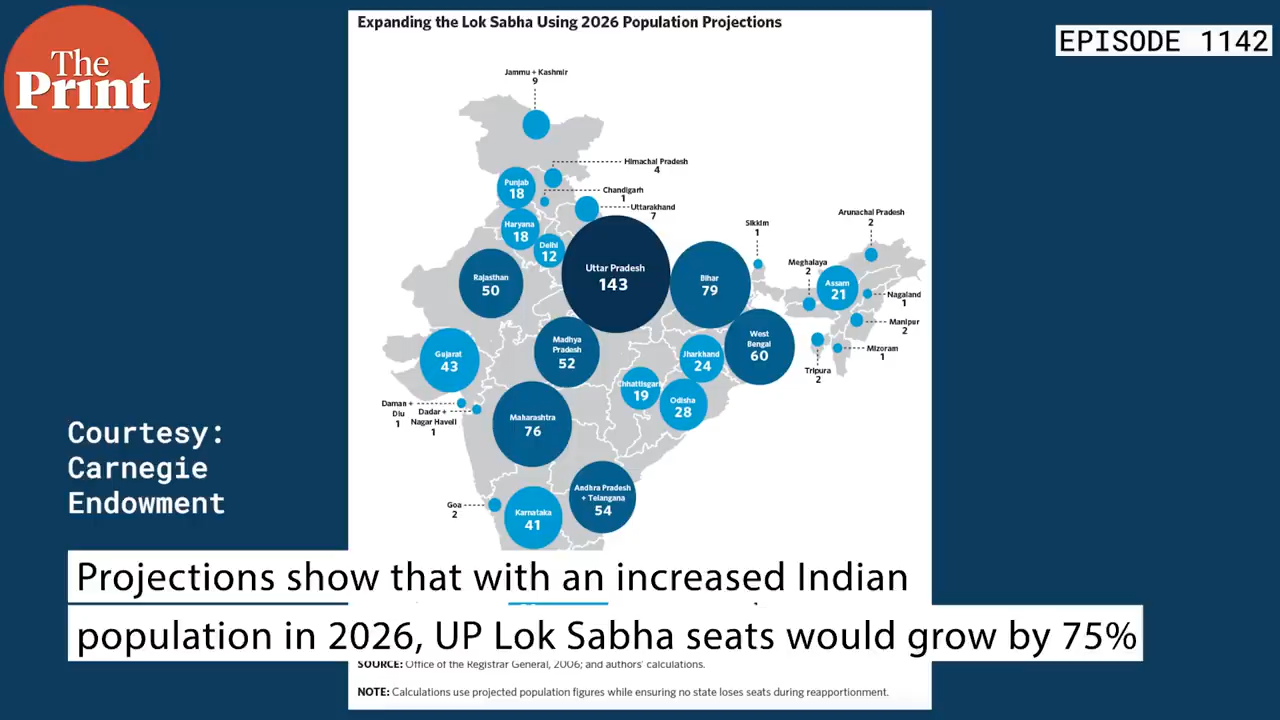 The
Print
EPISODE 1142
Expanding the Lok Sabha Using 2026 Population Projections
Jammu + Kashmir
9
Himachal Pradesh
4
Punjab
18
Chandigarh
1
Uttarakhand
7
Haryana
18
Delhi
12
Uttar Pradesh
143
Rajasthan
50
Bihar
79
Sikkim
1
Arunachal Pradesh
2
Meghalaya
2
Assam
21
Nagaland
1
Manipur
2
Mizoram
1
Tripura
2
West
Bengal
60
Madhya
Pradesh
52
Jharkhand
24
Gujarat
43
Chhattisgarh
19
Odisha
28
Daman +
Diu
1
Dadar +
Nagar Haveli
1
Maharashtra
76
Andhra Pradesh
+ Telangana
54
Goa
2
Karnataka
41
Courtesy:
Carnegie
Endowment
Projections show that with an increased Indian
population in 2026, UP Lok Sabha seats would grow by 75%
SOURCE: Office of the Registrar General, 2006; and authors' calculations.
NOTE: Calculations use projected population figures while ensuring no state loses seats during reapportionment.